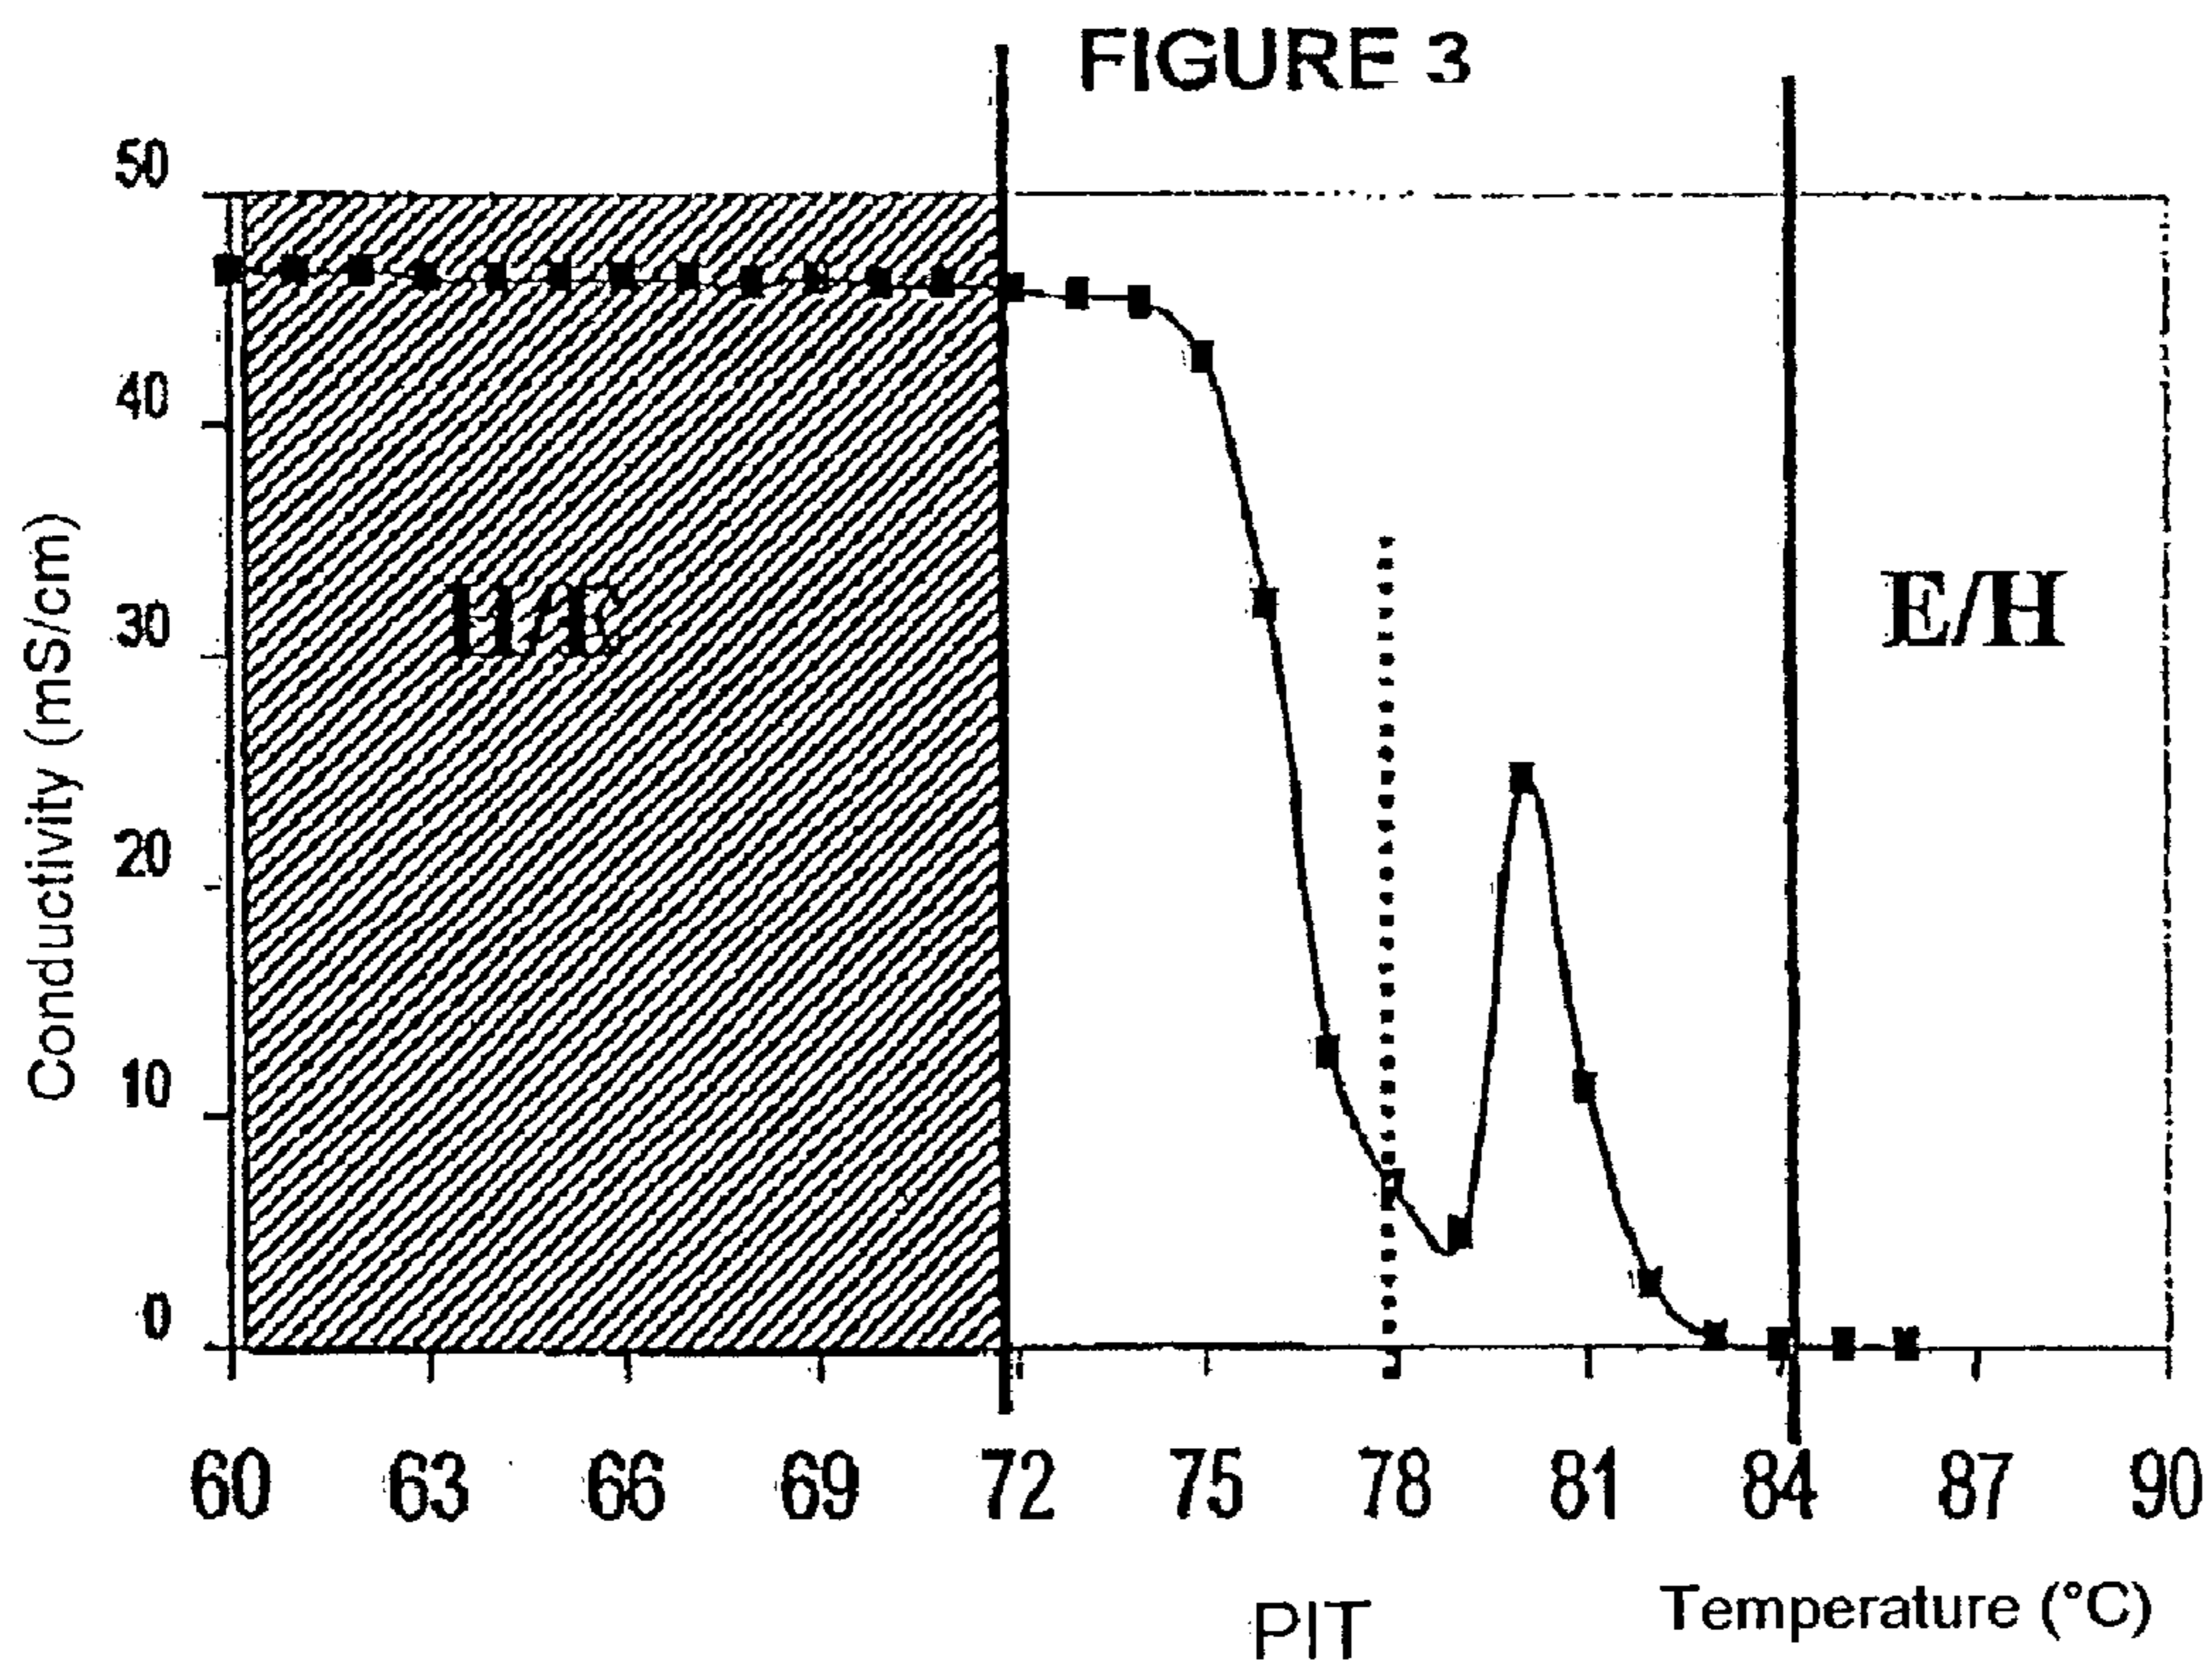 FIGURE 3
50
40
30
20
10
0
Conductivity (mS/cm)
H/E
E/H
60 63 66 69 72 75 78 81 84 87 90
PIT
Temperature (°C)